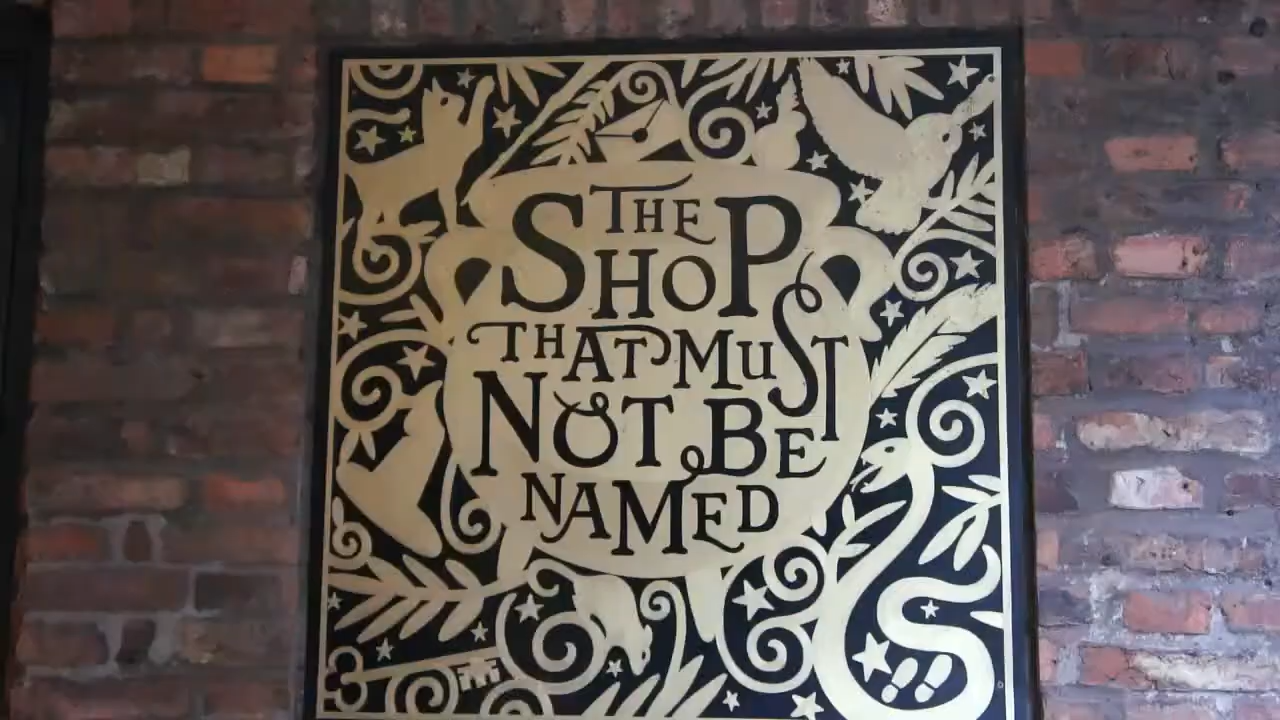 THE
SHOP
THAT MUST
NOT BE
NAMED